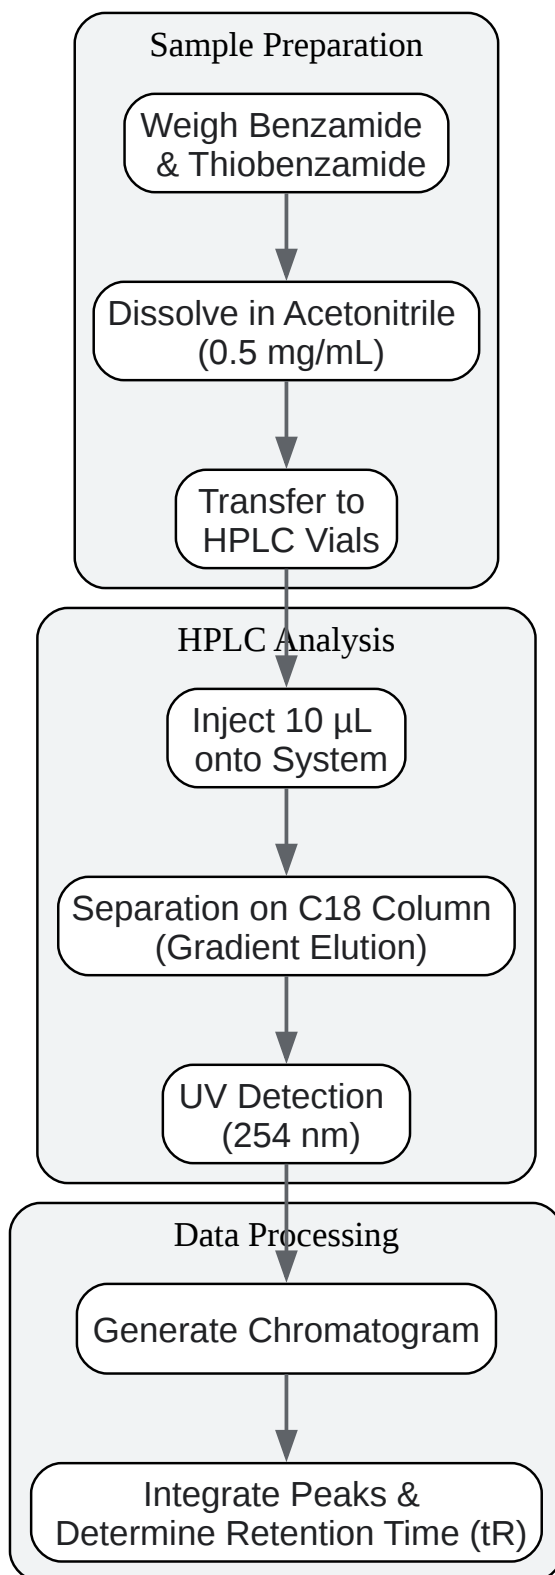 Sample Preparation
Weigh Benzamide
& Thiobenzamide
Dissolve in Acetonitrile
(0.5 mg/mL)
Transfer to
HPLC Vials
HPLC Analysis
Inject 10 µL
onto System
Separation on C18 Column
(Gradient Elution)
UV Detection
(254 nm)
Data Processing
Generate Chromatogram
Integrate Peaks &
Determine Retention Time (tR)